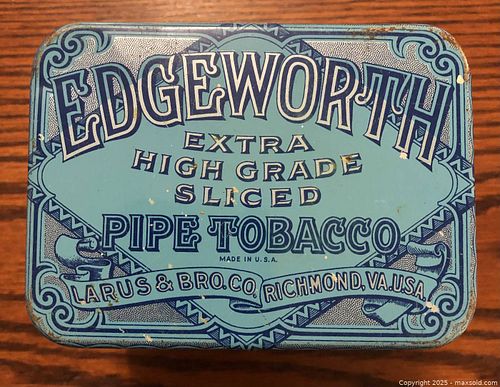 EDGEWORTH
EXTRA
HIGH GRADE
SLICED
PIPE TOBACCO
MADE IN U.S.A.
LARUS & BRO. CO. RICHMOND, VA. U.S.A.
Copyright 2025 - maxsold.com